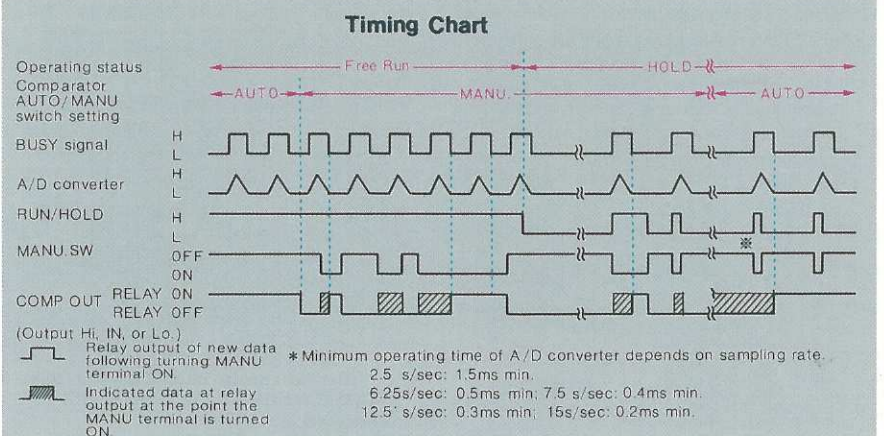 Timing Chart
Operating status
Free Run
HOLD
Comparator
AUTO/MANU
switch setting
AUTO
MANU.
AUTO
BUSY signal
H
L
A/D converter
H
L
RUN/HOLD
H
L
MANU.SW
OFF
ON
※
COMP OUT
RELAY ON
RELAY OFF
(Output Hi, IN, or Lo.)
Relay output of new data
following turning MANU
terminal ON.
Indicated data at relay
output at the point the
MANU terminal is turned
ON.
* Minimum operating time of A/D converter depends on sampling rate.
2.5 s/sec: 1.5ms min.
6.25s/sec: 0.5ms min; 7.5 s/sec: 0.4ms min.
12.5 s/sec: 0.3ms min; 15s/sec: 0.2ms min.